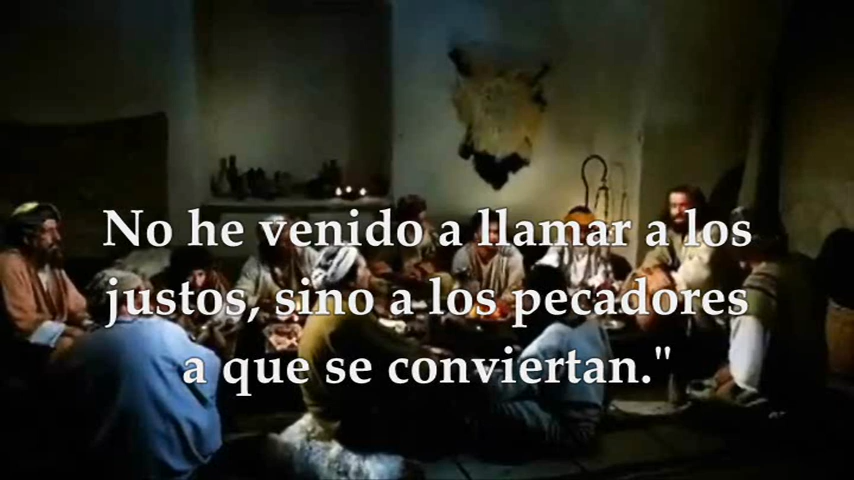 No he venido a llamar a los
justos, sino a los pecadores
a que se conviertan."